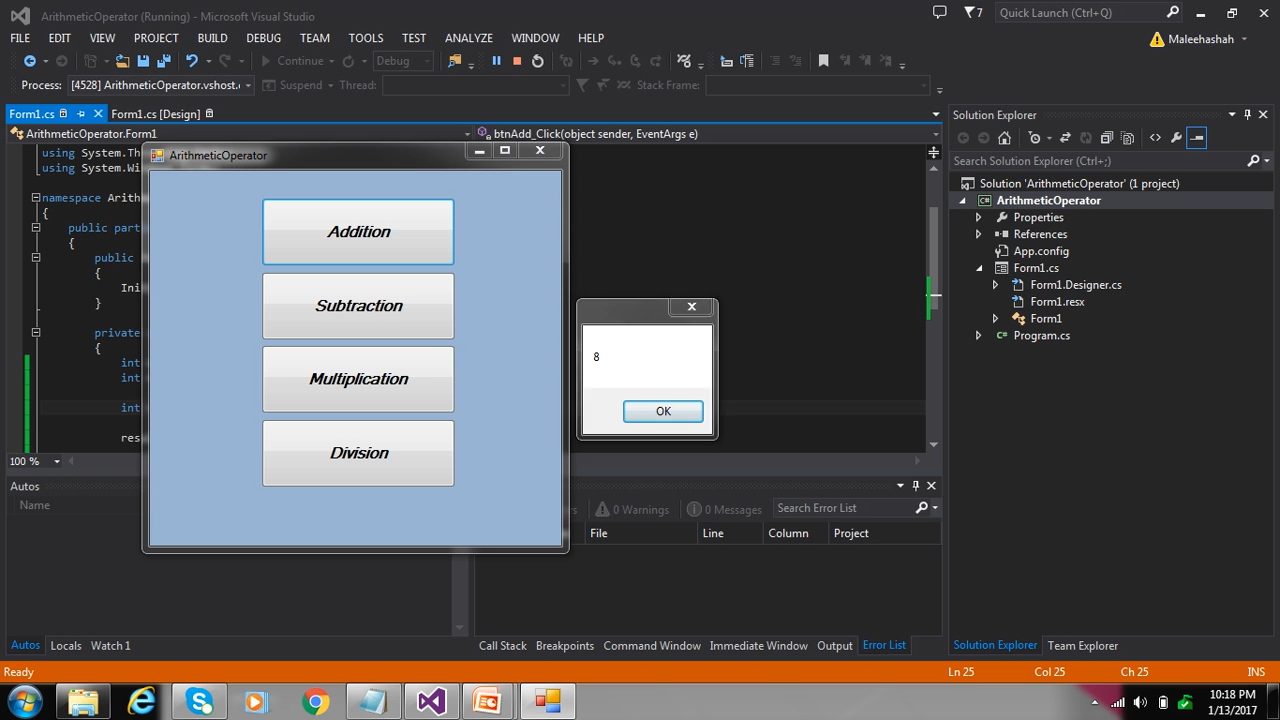 ArithmeticOperator (Running) - Microsoft Visual Studio
7
Quick Launch (Ctrl+Q)
FILE EDIT VIEW PROJECT BUILD DEBUG TEAM TOOLS TEST ANALYZE WINDOW HELP
Maleehashah
Continue
Debug
Process: [4528] ArithmeticOperator.vshost.
Suspend
Thread:
Stack Frame:
Form1.cs
Form1.cs [Design]
ArithmeticOperator.Form1
btnAdd_Click(object sender, EventArgs e)
using System.Th
using System.Wi
namespace Arith
{
public part
{
public
{
Ini
}
private
{
int
int
int
res
100 %
ArithmeticOperator
Addition
Subtraction
Multiplication
Division
8
OK
Solution Explorer
Search Solution Explorer (Ctrl+;)
Solution 'ArithmeticOperator' (1 project)
ArithmeticOperator
Properties
References
App.config
Form1.cs
Form1.Designer.cs
Form1.resx
Form1
Program.cs
Autos
Name
0 Warnings
0 Messages
Search Error List
File Line Column Project
Autos Locals Watch 1
Call Stack Breakpoints Command Window Immediate Window Output Error List
Solution Explorer Team Explorer
Ready
Ln 25 Col 25 Ch 25 INS
10:18 PM
1/13/2017